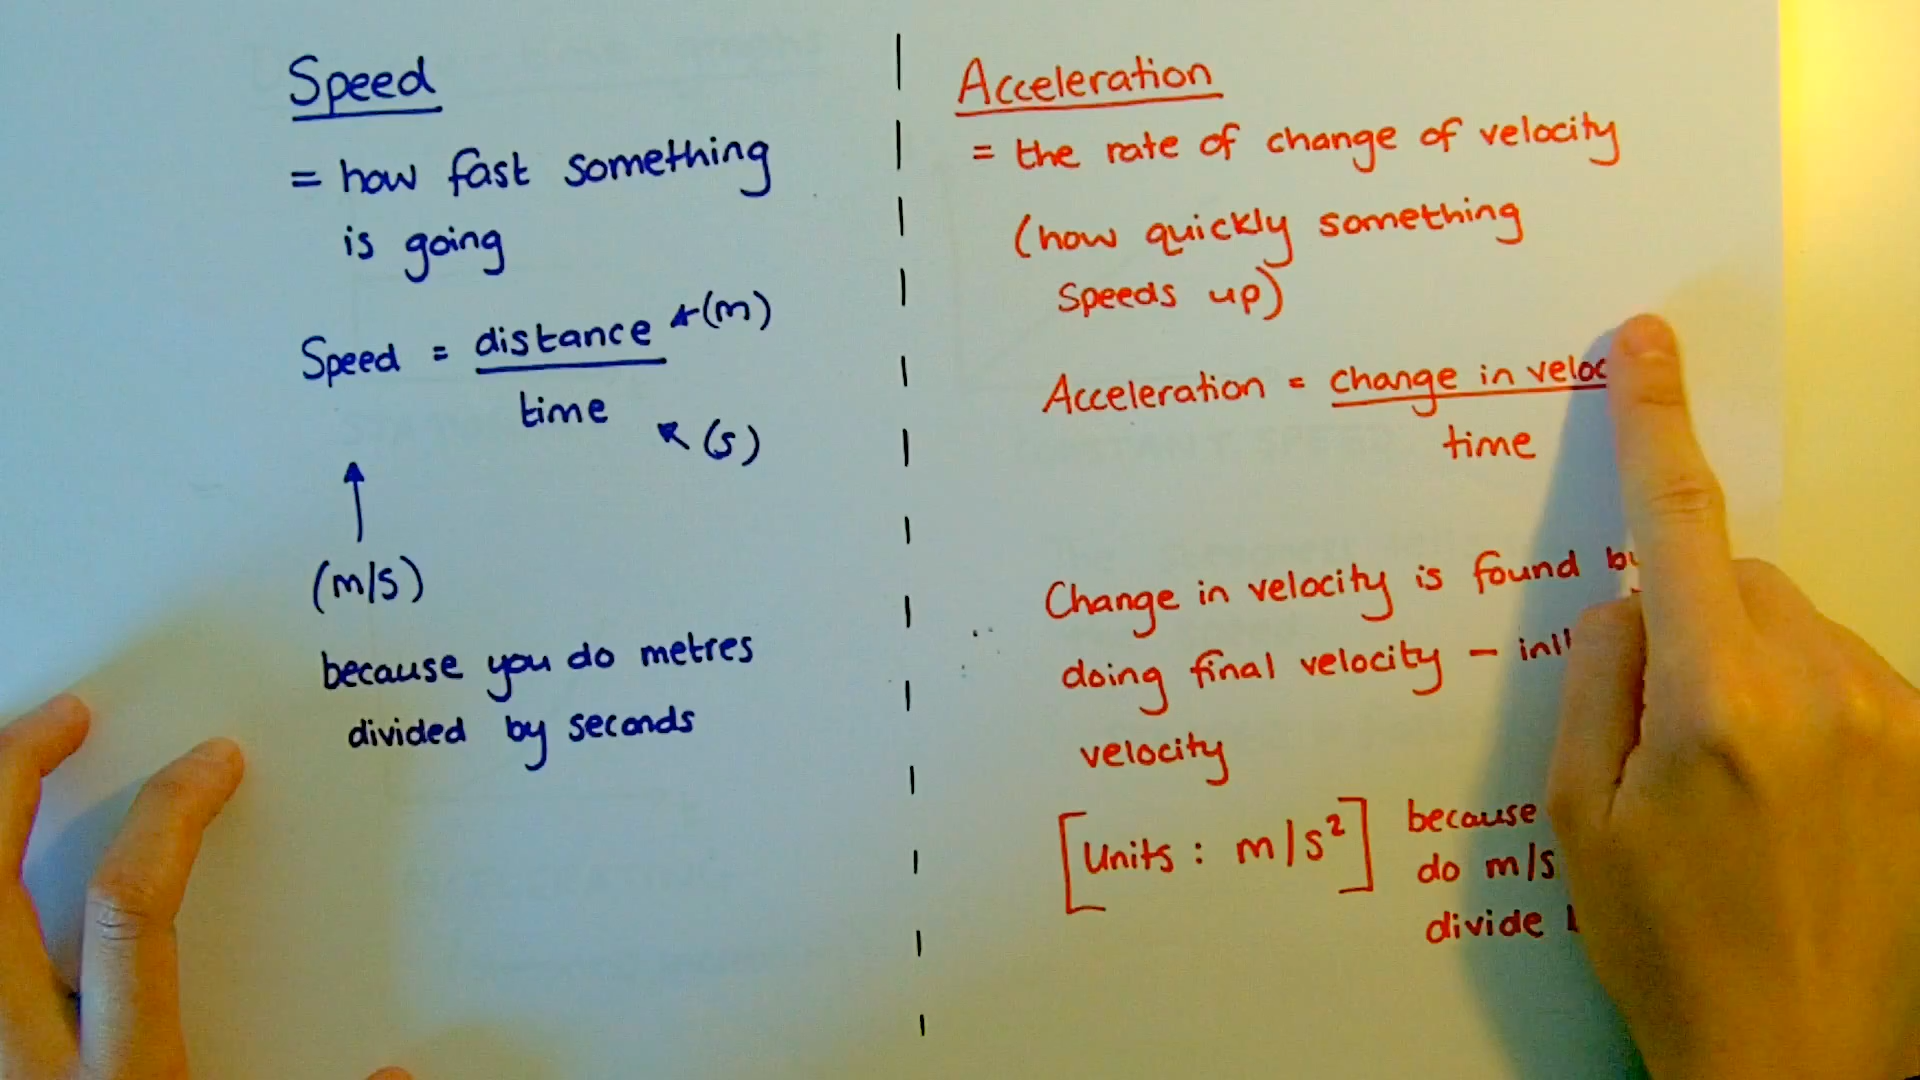 Speed
= how fast something
is going
Speed = distance (m)
time (s)
(m/s)
because you do metres
divided by seconds
Acceleration
= the rate of change of velocity
(how quickly something
speeds up)
Acceleration = change in
time
Change in velocity is found
doing final velocity -
velocity
[Units: m/s²]
because
do m/s
divide